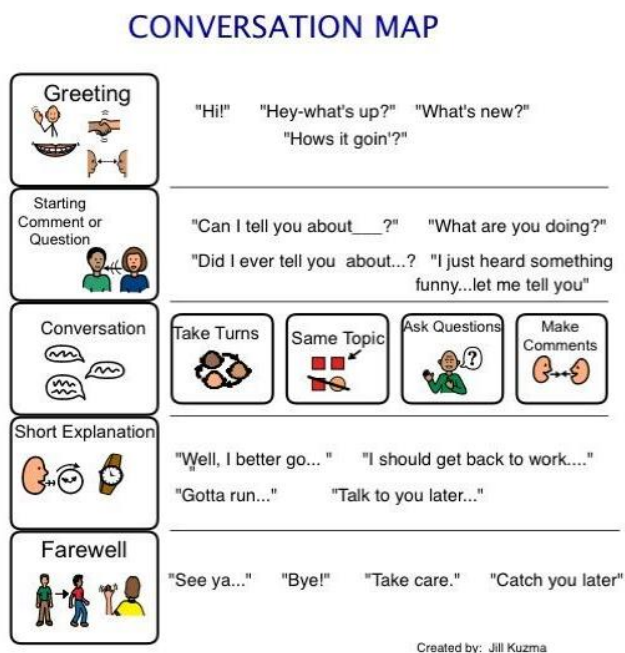 CONVERSATION MAP
Greeting
"Hi!" "Hey-what's up?" "What's new?"
"Hows it goin'?"
Starting
Comment or
Question
"Can I tell you about___?" "What are you doing?"
"Did I ever tell you about...? "I just heard something
funny...let me tell you"
Conversation
Take Turns
Same Topic
Ask Questions
?
Make
Comments
Short Explanation
"Well, I better go... " "I should get back to work...."
"
"Gotta run..." "Talk to you later..."
Farewell
"See ya..." "Bye!" "Take care." "Catch you later"
Created by: Jill Kuzma